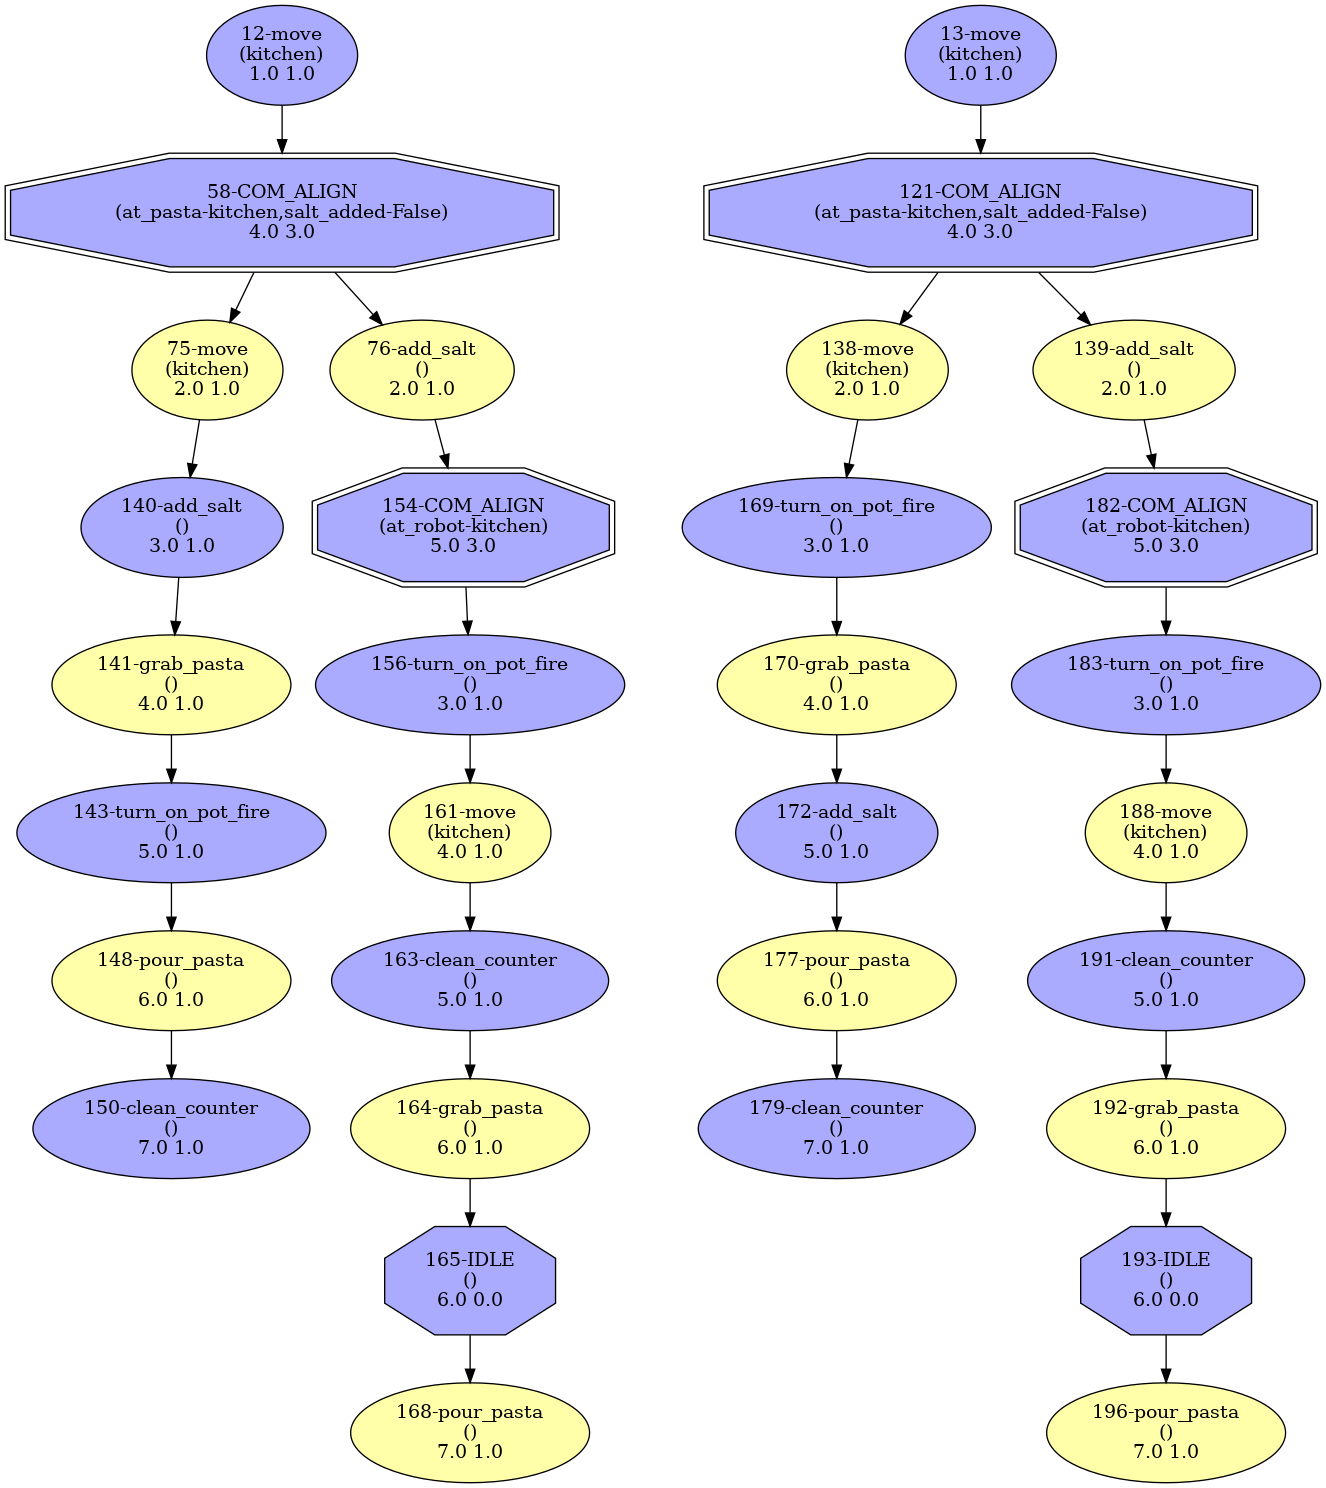 12-move
(kitchen)
1.0 1.0
13-move
(kitchen)
1.0 1.0
58-COM_ALIGN
(at_pasta-kitchen,salt_added-False)
4.0 3.0
121-COM_ALIGN
(at_pasta-kitchen,salt_added-False)
4.0 3.0
75-move
(kitchen)
2.0 1.0
76-add_salt
()
2.0 1.0
138-move
(kitchen)
2.0 1.0
139-add_salt
()
2.0 1.0
140-add_salt
()
3.0 1.0
154-COM_ALIGN
(at_robot-kitchen)
5.0 3.0
169-turn_on_pot_fire
()
3.0 1.0
182-COM_ALIGN
(at_robot-kitchen)
5.0 3.0
141-grab_pasta
()
4.0 1.0
156-turn_on_pot_fire
()
3.0 1.0
170-grab_pasta
()
4.0 1.0
183-turn_on_pot_fire
()
3.0 1.0
143-turn_on_pot_fire
()
5.0 1.0
161-move
(kitchen)
4.0 1.0
172-add_salt
()
5.0 1.0
188-move
(kitchen)
4.0 1.0
148-pour_pasta
()
6.0 1.0
163-clean_counter
()
5.0 1.0
177-pour_pasta
()
6.0 1.0
191-clean_counter
()
5.0 1.0
150-clean_counter
()
7.0 1.0
164-grab_pasta
()
6.0 1.0
179-clean_counter
()
7.0 1.0
192-grab_pasta
()
6.0 1.0
165-IDLE
()
6.0 0.0
193-IDLE
()
6.0 0.0
168-pour_pasta
()
7.0 1.0
196-pour_pasta
()
7.0 1.0